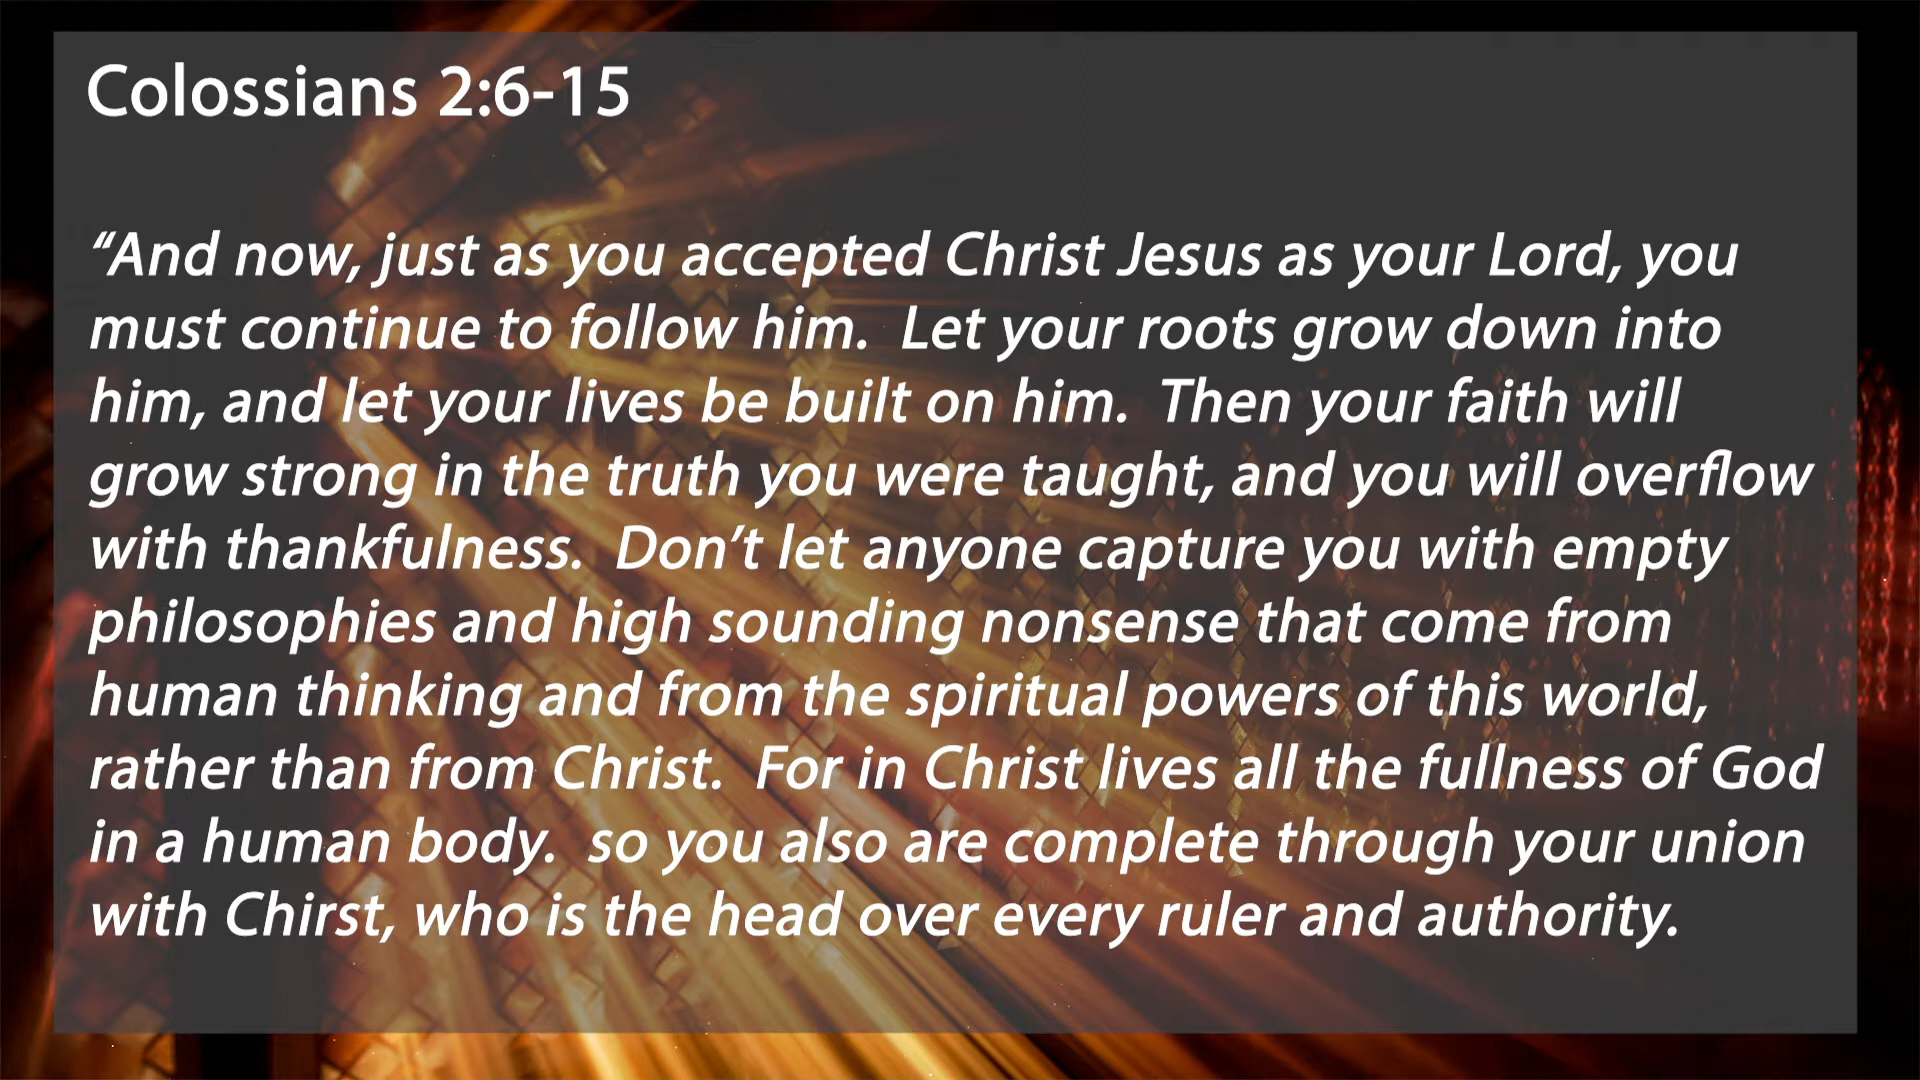 Colossians 2:6-15
“And now, just as you accepted Christ Jesus as your Lord, you
must continue to follow him.  Let your roots grow down into
him, and let your lives be built on him.  Then your faith will
grow strong in the truth you were taught, and you will overflow
with thankfulness.  Don’t let anyone capture you with empty
philosophies and high sounding nonsense that come from
human thinking and from the spiritual powers of this world,
rather than from Christ.  For in Christ lives all the fullness of God
in a human body.  so you also are complete through your union
with Chirst, who is the head over every ruler and authority.